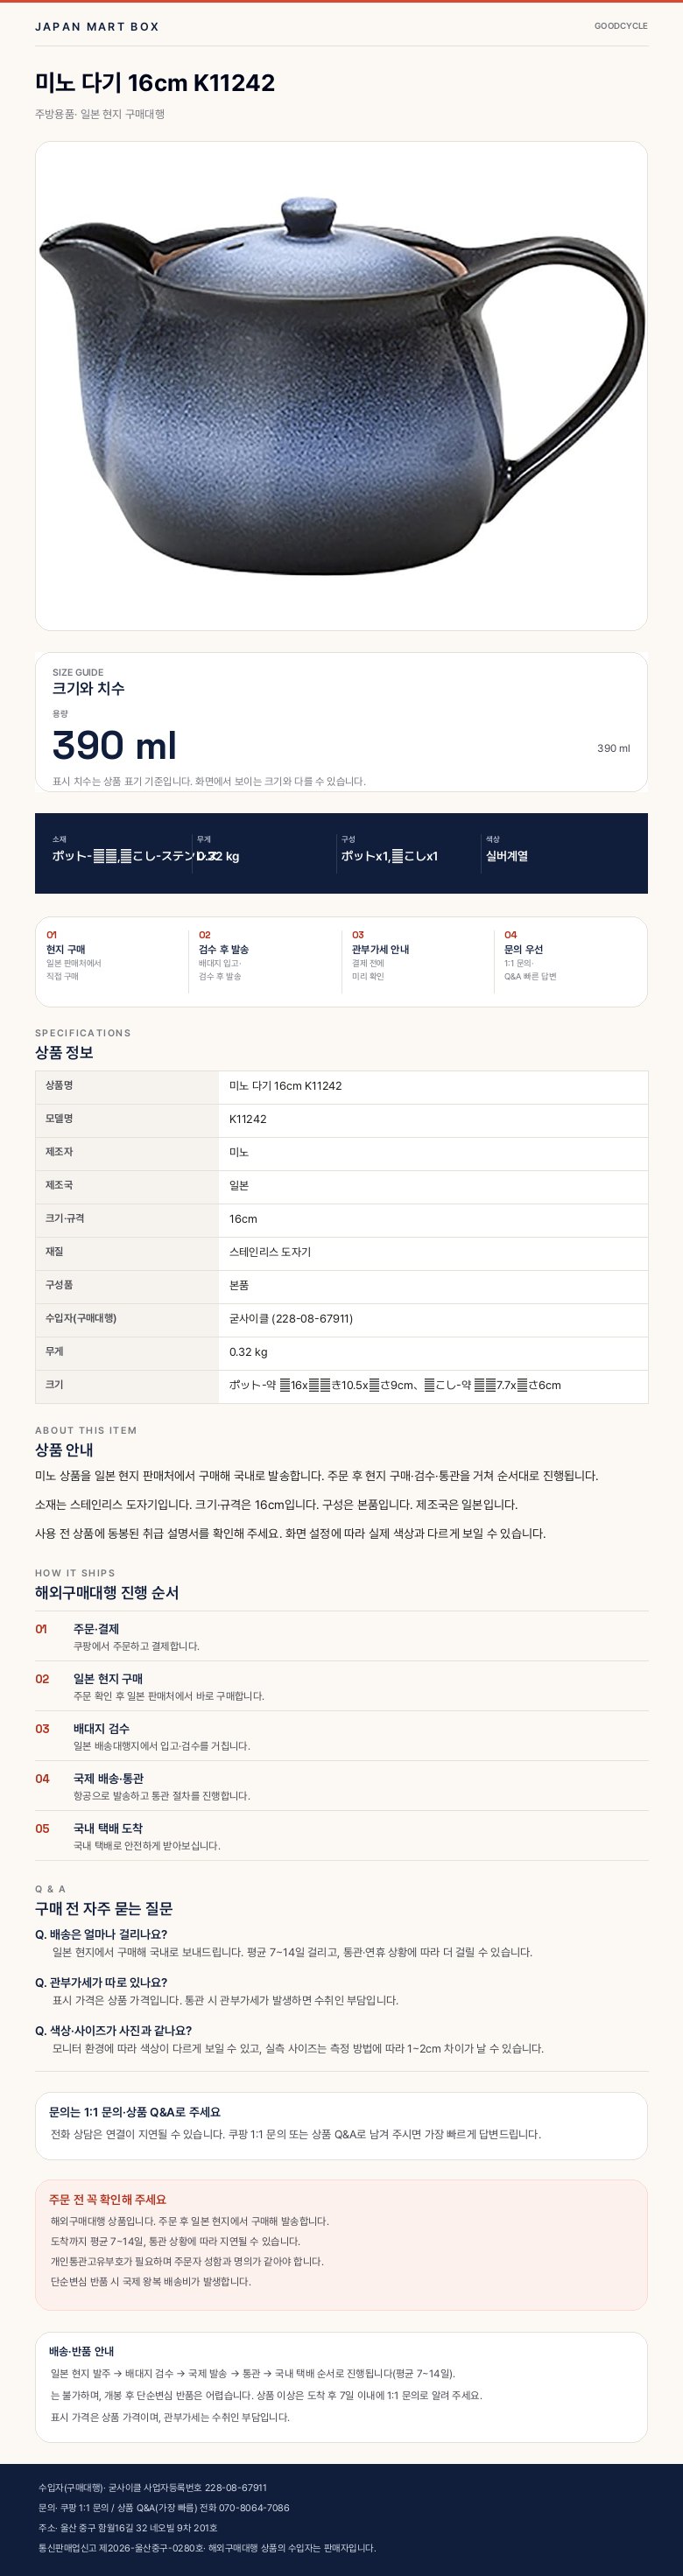 JAPAN MART BOX
GOODCYCLE
미노 다기 16cm K11242
주방용품· 일본 현지 구매대행
SIZE GUIDE
크기와 치수
용량
390 ml
390 ml
표시 치수는 상품 표기 기준입니다. 화면에서 보이는 크기와 다를 수 있습니다.
소재
무게
구성
색상
ポット-
こし-ステン
0.32 kg
ポットx1,
こしx1
실버계열
01
현지 구매
일본 판매처에서
직접 구매
02
검수 후 발송
배대지 입고·
검수 후 발송
03
관부가세 안내
결제 전에
미리 확인
04
문의 우선
1:1 문의·
Q&A 빠른 답변
SPECIFICATIONS
상품 정보
상품명 미노 다기 16cm K11242
모델명 K11242
제조자 미노
제조국 일본
크기·규격 16cm
재질 스테인리스 도자기
구성품 본품
수입자(구매대행) 굳사이클 (228-08-67911)
무게 0.32 kg
크기 ポット-약 16x き10.5x さ9cm、 こし-약 7.7x さ6cm
ABOUT THIS ITEM
상품 안내
미노 상품을 일본 현지 판매처에서 구매해 국내로 발송합니다. 주문 후 현지 구매·검수·통관을 거쳐 순서대로 진행됩니다.
소재는 스테인리스 도자기입니다. 크기·규격은 16cm입니다. 구성은 본품입니다. 제조국은 일본입니다.
사용 전 상품에 동봉된 취급 설명서를 확인해 주세요. 화면 설정에 따라 실제 색상과 다르게 보일 수 있습니다.
HOW IT SHIPS
해외구매대행 진행 순서
01 주문·결제
쿠팡에서 주문하고 결제합니다.
02 일본 현지 구매
주문 확인 후 일본 판매처에서 바로 구매합니다.
03 배대지 검수
일본 배송대행지에서 입고·검수를 거칩니다.
04 국제 배송·통관
항공으로 발송하고 통관 절차를 진행합니다.
05 국내 택배 도착
국내 택배로 안전하게 받아보십니다.
Q & A
구매 전 자주 묻는 질문
Q. 배송은 얼마나 걸리나요?
일본 현지에서 구매해 국내로 보내드립니다. 평균 7~14일 걸리고, 통관·연휴 상황에 따라 더 걸릴 수 있습니다.
Q. 관부가세가 따로 있나요?
표시 가격은 상품 가격입니다. 통관 시 관부가세가 발생하면 수취인 부담입니다.
Q. 색상·사이즈가 사진과 같나요?
모니터 환경에 따라 색상이 다르게 보일 수 있고, 실측 사이즈는 측정 방법에 따라 1~2cm 차이가 날 수 있습니다.
문의는 1:1 문의·상품 Q&A로 주세요
전화 상담은 연결이 지연될 수 있습니다. 쿠팡 1:1 문의 또는 상품 Q&A로 남겨 주시면 가장 빠르게 답변드립니다.
주문 전 꼭 확인해 주세요
해외구매대행 상품입니다. 주문 후 일본 현지에서 구매해 발송합니다.
도착까지 평균 7~14일, 통관 상황에 따라 지연될 수 있습니다.
개인통관고유부호가 필요하며 주문자 성함과 명의가 같아야 합니다.
단순변심 반품 시 국제 왕복 배송비가 발생합니다.
배송·반품 안내
일본 현지 발주 → 배대지 검수 → 국제 발송 → 통관 → 국내 택배 순서로 진행됩니다(평균 7~14일).
는 불가하며, 개봉 후 단순변심 반품은 어렵습니다. 상품 이상은 도착 후 7일 이내에 1:1 문의로 알려 주세요.
표시 가격은 상품 가격이며, 관부가세는 수취인 부담입니다.
수입자(구매대행)· 굳사이클 사업자등록번호 228-08-67911
문의· 쿠팡 1:1 문의 / 상품 Q&A(가장 빠름) 전화 070-8064-7086
주소· 울산 중구 함월16길 32 네오빌 9차 201호
통신판매업신고 제2026-울산중구-0280호· 해외구매대행 상품의 수입자는 판매자입니다.